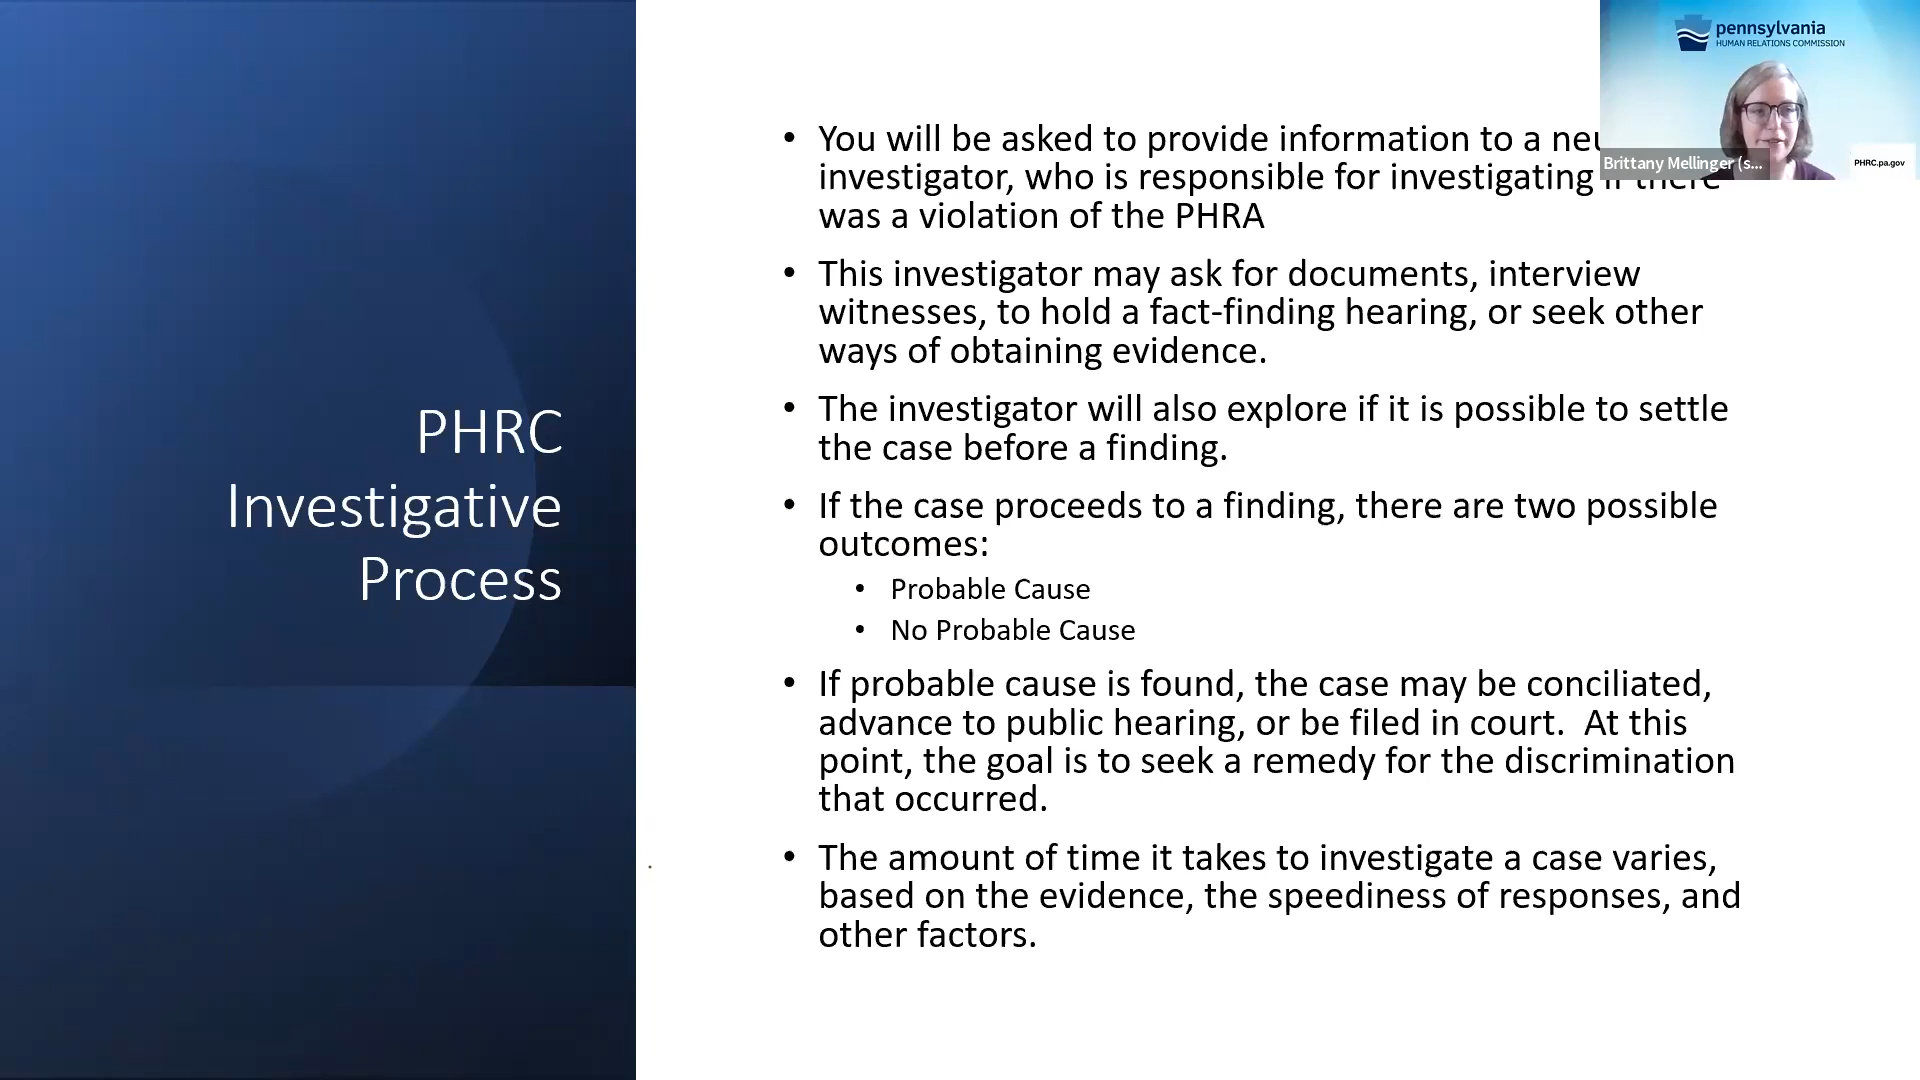 PHRC
Investigative
Process
• You will be asked to provide information to a
investigator, who is responsible for investigating if there
was a violation of the PHRA
• This investigator may ask for documents, interview
witnesses, to hold a fact-finding hearing, or seek other
ways of obtaining evidence.
• The investigator will also explore if it is possible to settle
the case before a finding.
• If the case proceeds to a finding, there are two possible
outcomes:
• Probable Cause
• No Probable Cause
• If probable cause is found, the case may be conciliated,
advance to public hearing, or be filed in court.  At this
point, the goal is to seek a remedy for the discrimination
that occurred.
• The amount of time it takes to investigate a case varies,
based on the evidence, the speediness of responses, and
other factors.
pennsylvania
HUMAN RELATIONS COMMISSION
Brittany Mellinger (s...
PHRC.pa.gov